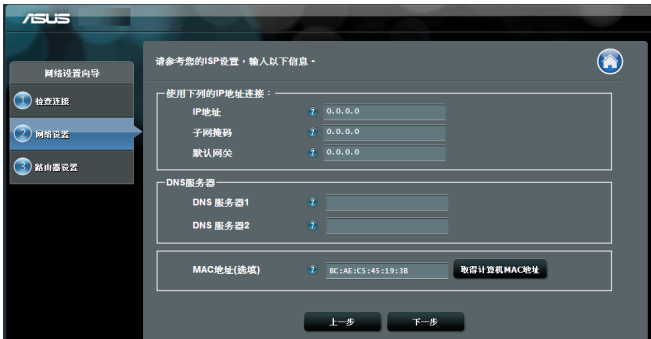 ASUS
网络设置向导
1 检查连接
2 网络设置
3 路由器设置
请参考您的ISP设置，输入以下信息。
使用下列的IP地址连接：
IP地址 ? 0.0.0.0
子网掩码 ? 0.0.0.0
默认网关 ? 0.0.0.0
DNS服务器
DNS 服务器1 ?
DNS 服务器2 ?
MAC地址(选填) ? BC:AE:C5:45:19:3B 取得计算机MAC地址
上一步 下一步